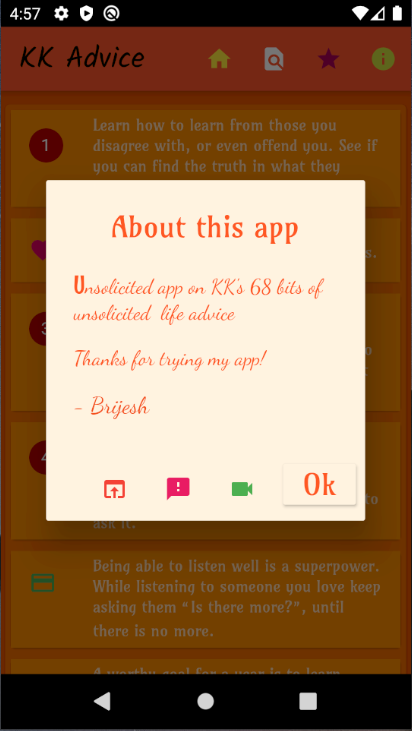 4:57
KK Advice
1
Learn how to learn from those you
disagree with, or even offend you. See if
you can find the truth in what they
s.
About this app
Unsolicited app on KK's 68 bits of
unsolicited life advice
Thanks for trying my app!
- Brijesh
to
Ok
to
ask it.
Being able to listen well is a superpower.
While listening to someone you love keep
asking them "Is there more?", until
there is no more.
A worthy goal for a year is to learn